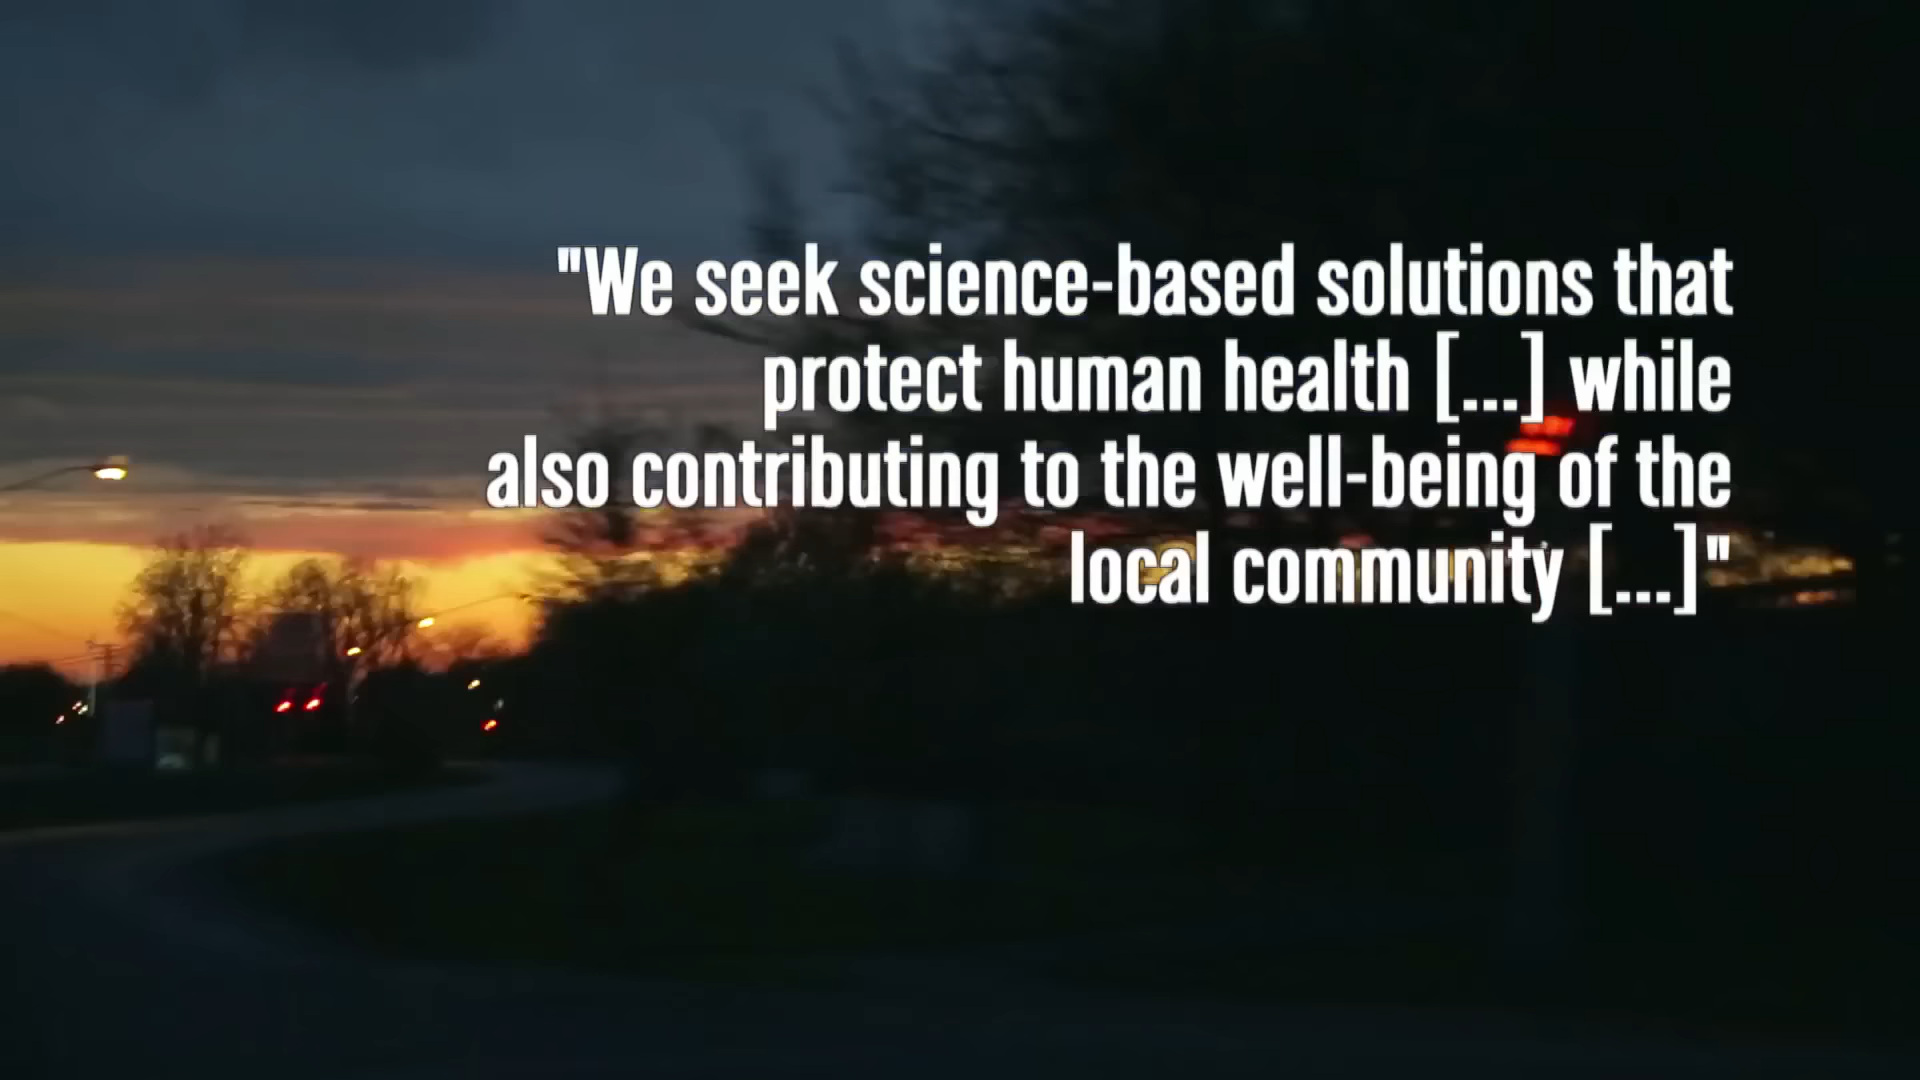 "We seek science-based solutions that
protect human health [...] while
also contributing to the well-being of the
local community [...]"